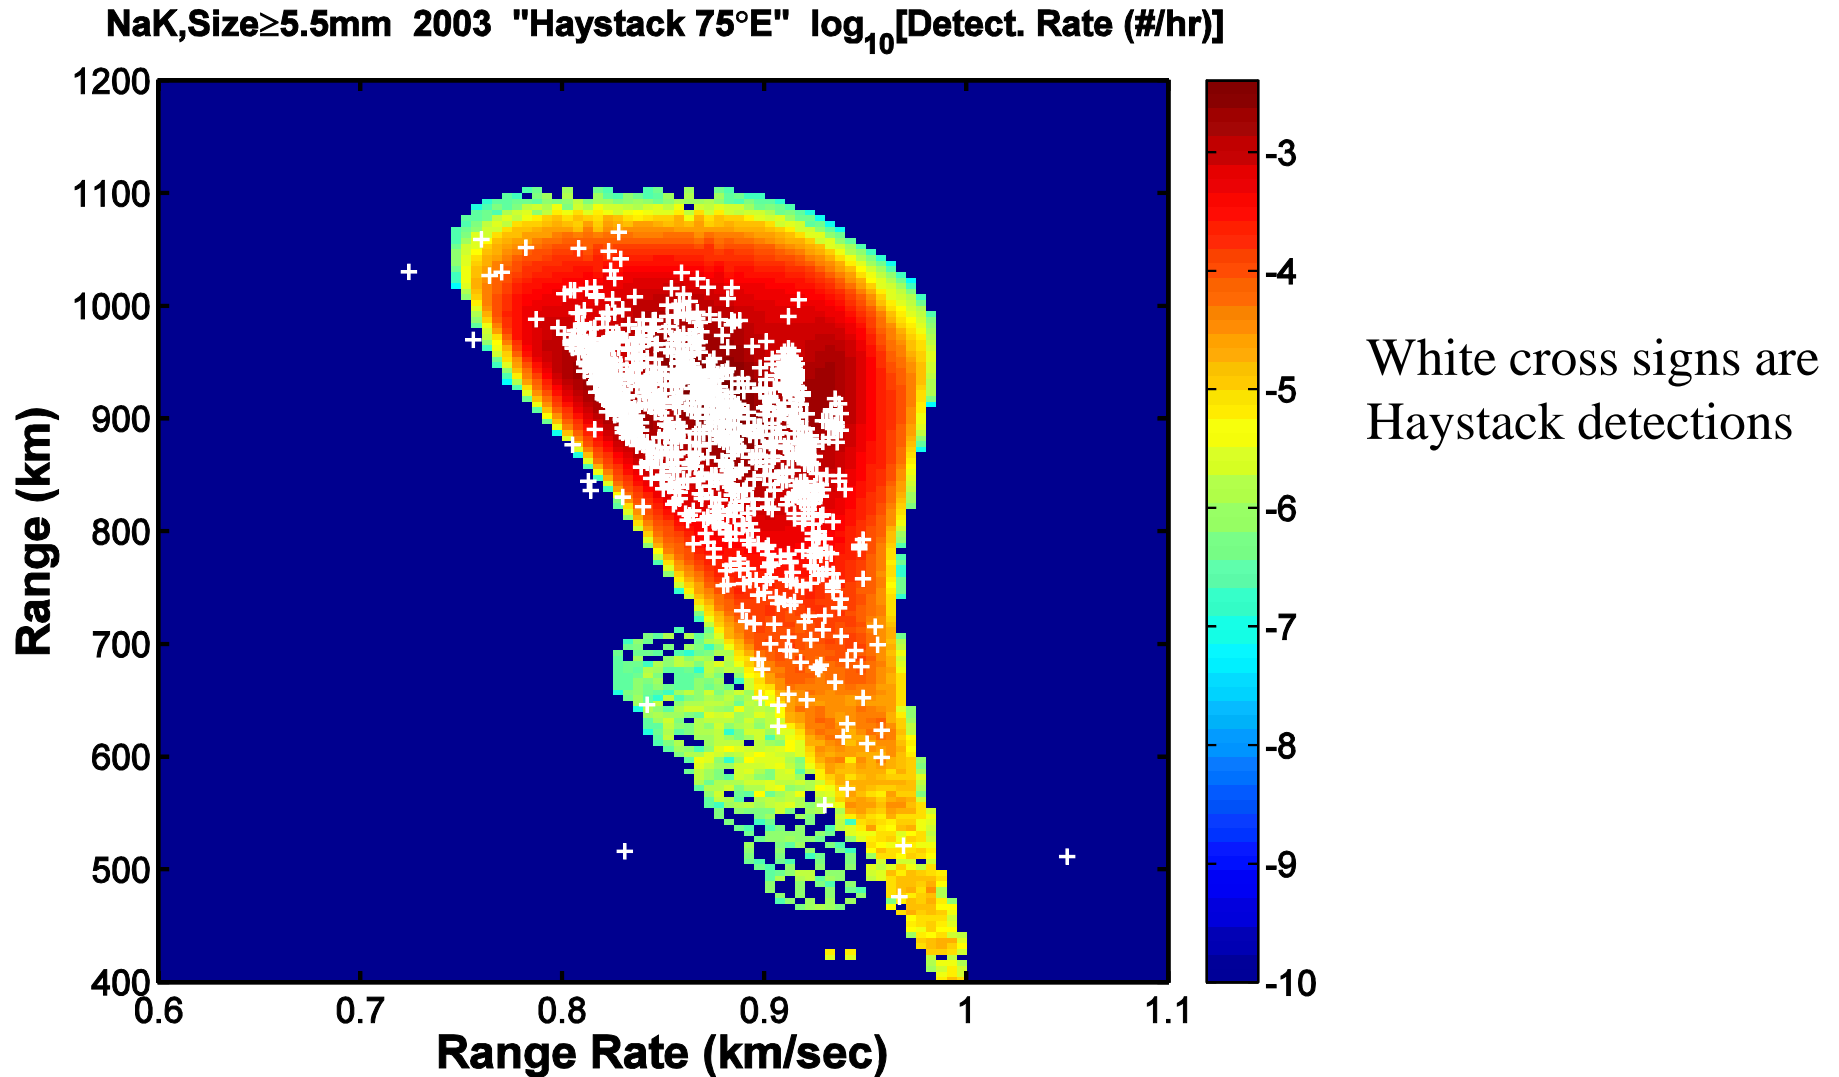 NaK,Size≥5.5mm 2003 "Haystack 75°E" log10[Detect. Rate (#/hr)]
1200
1100
1000
900
800
700
600
500
400
Range (km)
0.6 0.7 0.8 0.9 1 1.1
Range Rate (km/sec)
-3
-4
-5
-6
-7
-8
-9
-10
White cross signs are
Haystack detections